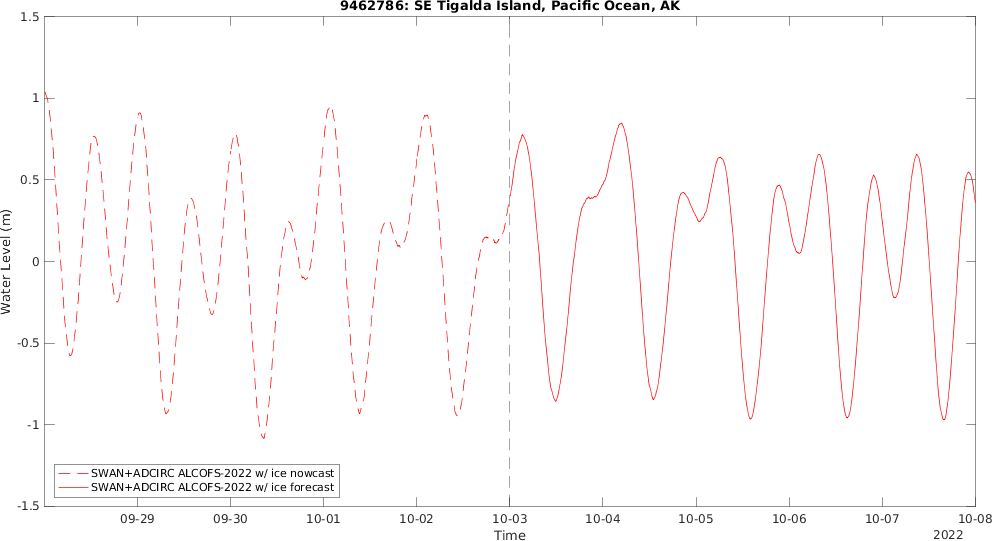 9462786: SE Tigalda Island, Pacific Ocean, AK
1.5
1
0.5
0
-0.5
-1
-1.5
Water Level (m)
SWAN+ADCIRC ALCOFS-2022 w/ ice nowcast
SWAN+ADCIRC ALCOFS-2022 w/ ice forecast
09-29 09-30 10-01 10-02 10-03 10-04 10-05 10-06 10-07 10-08
Time
2022